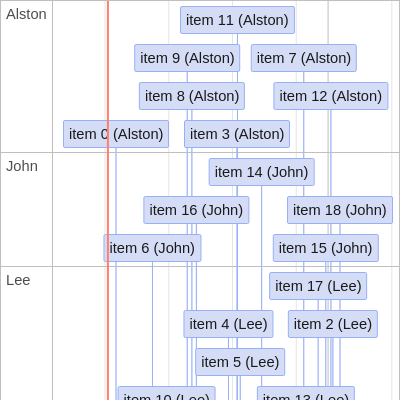 Alston
item 11 (Alston)
item 9 (Alston)
item 7 (Alston)
item 8 (Alston)
item 12 (Alston)
item 0 (Alston)
item 3 (Alston)
John
item 14 (John)
item 16 (John)
item 18 (John)
item 6 (John)
item 15 (John)
Lee
item 17 (Lee)
item 4 (Lee)
item 2 (Lee)
item 5 (Lee)
item 10 (Lee)
item 13 (Lee)